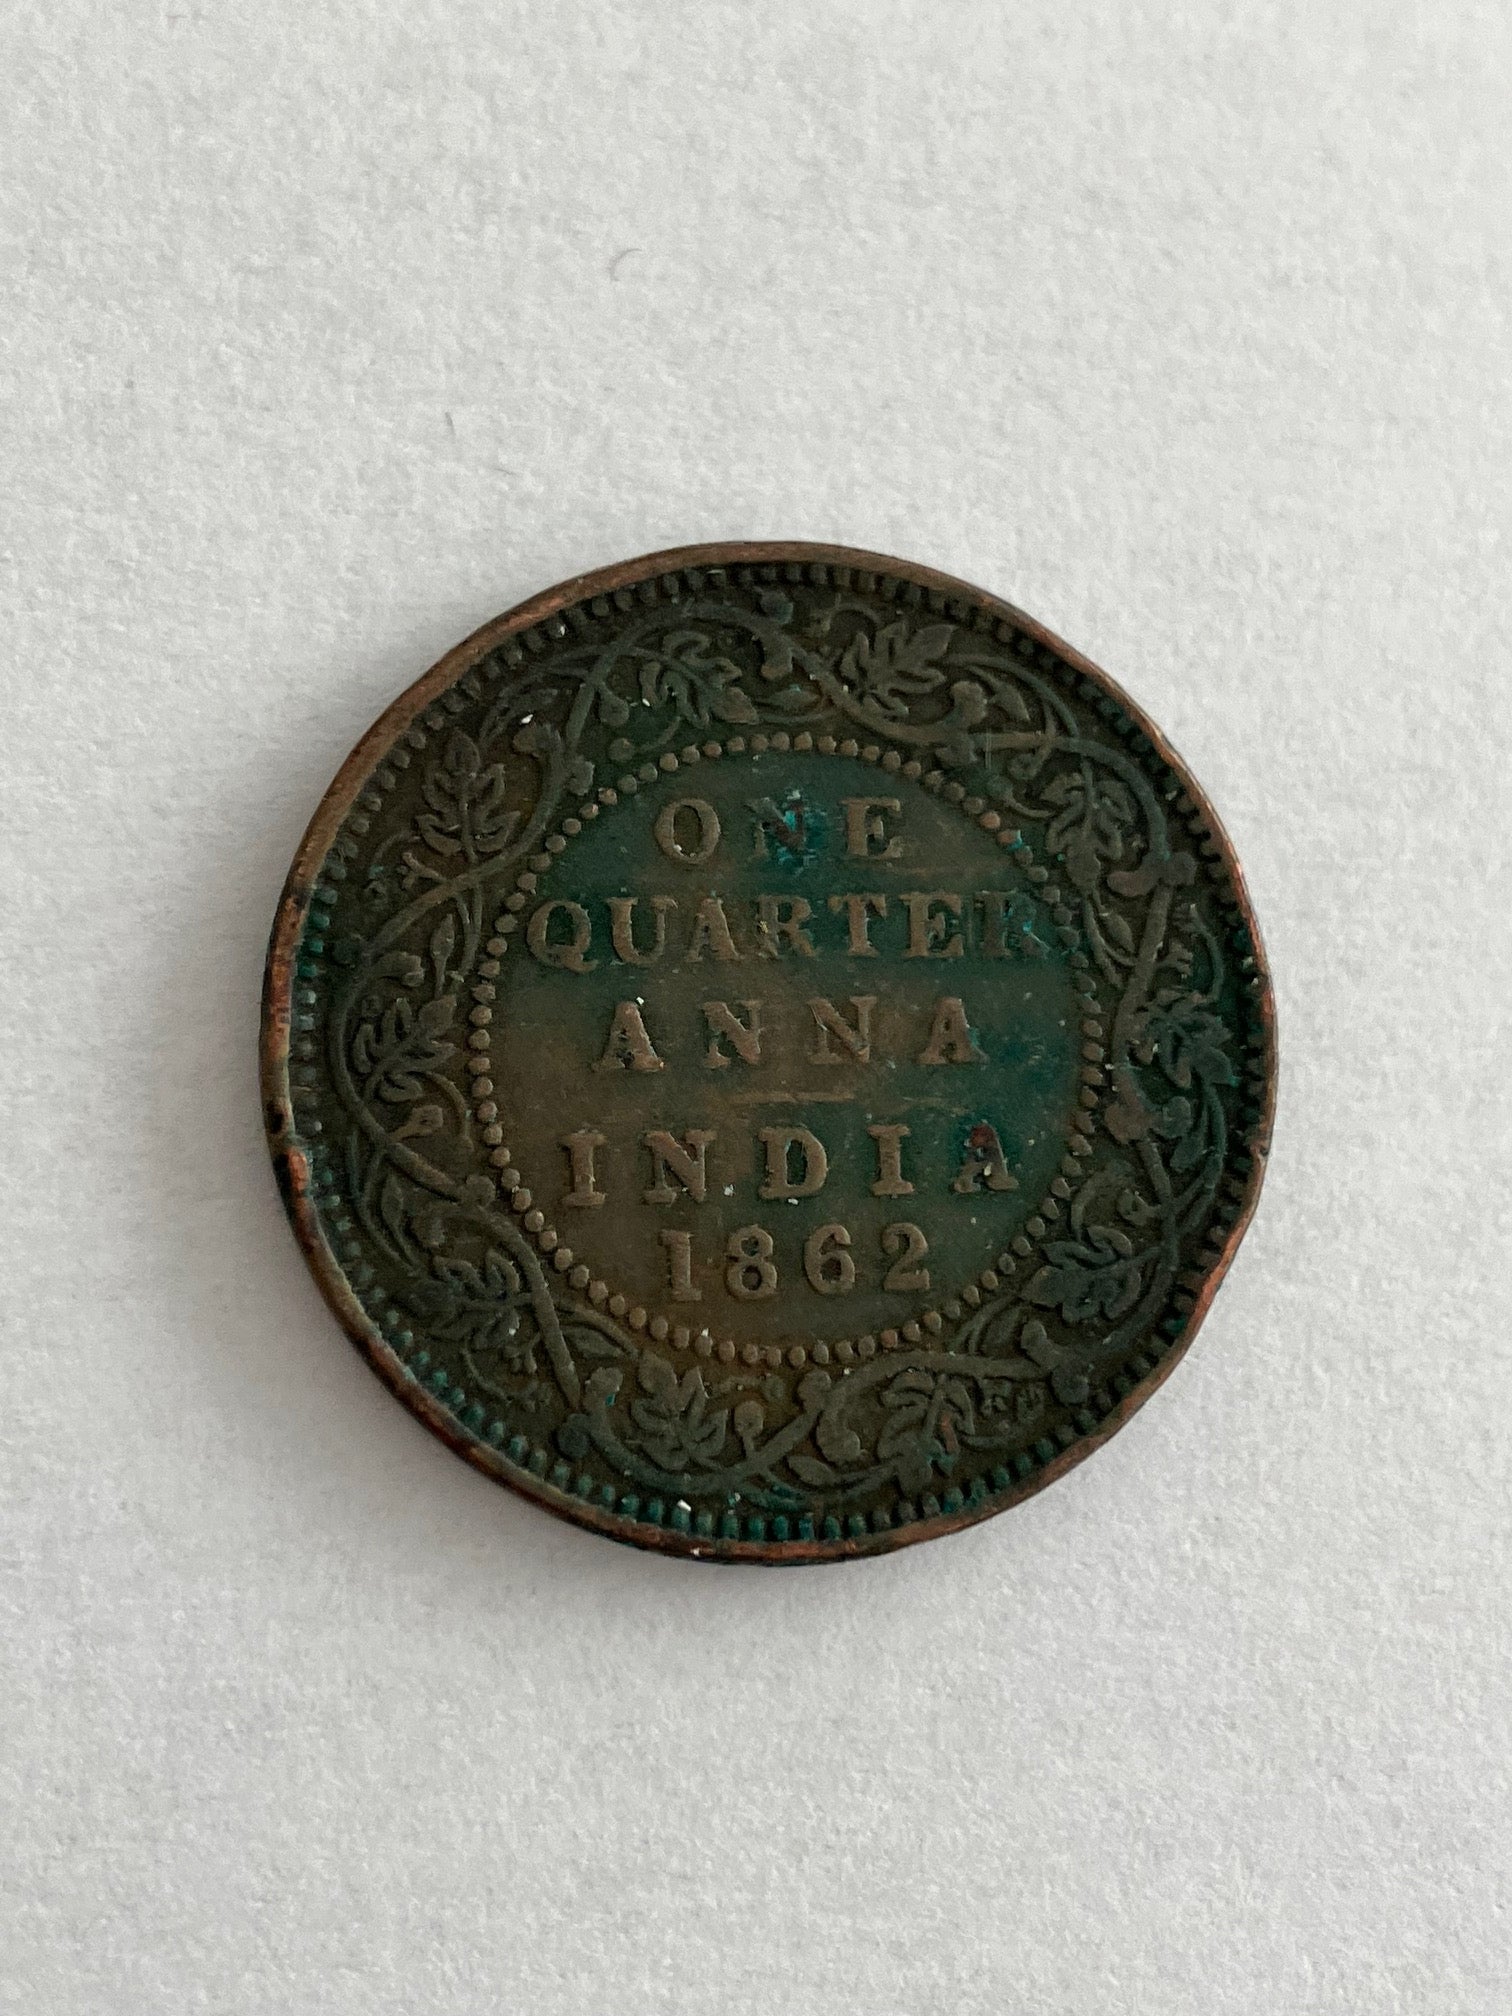 ONE
QUARTER
ANNA
INDIA
1862